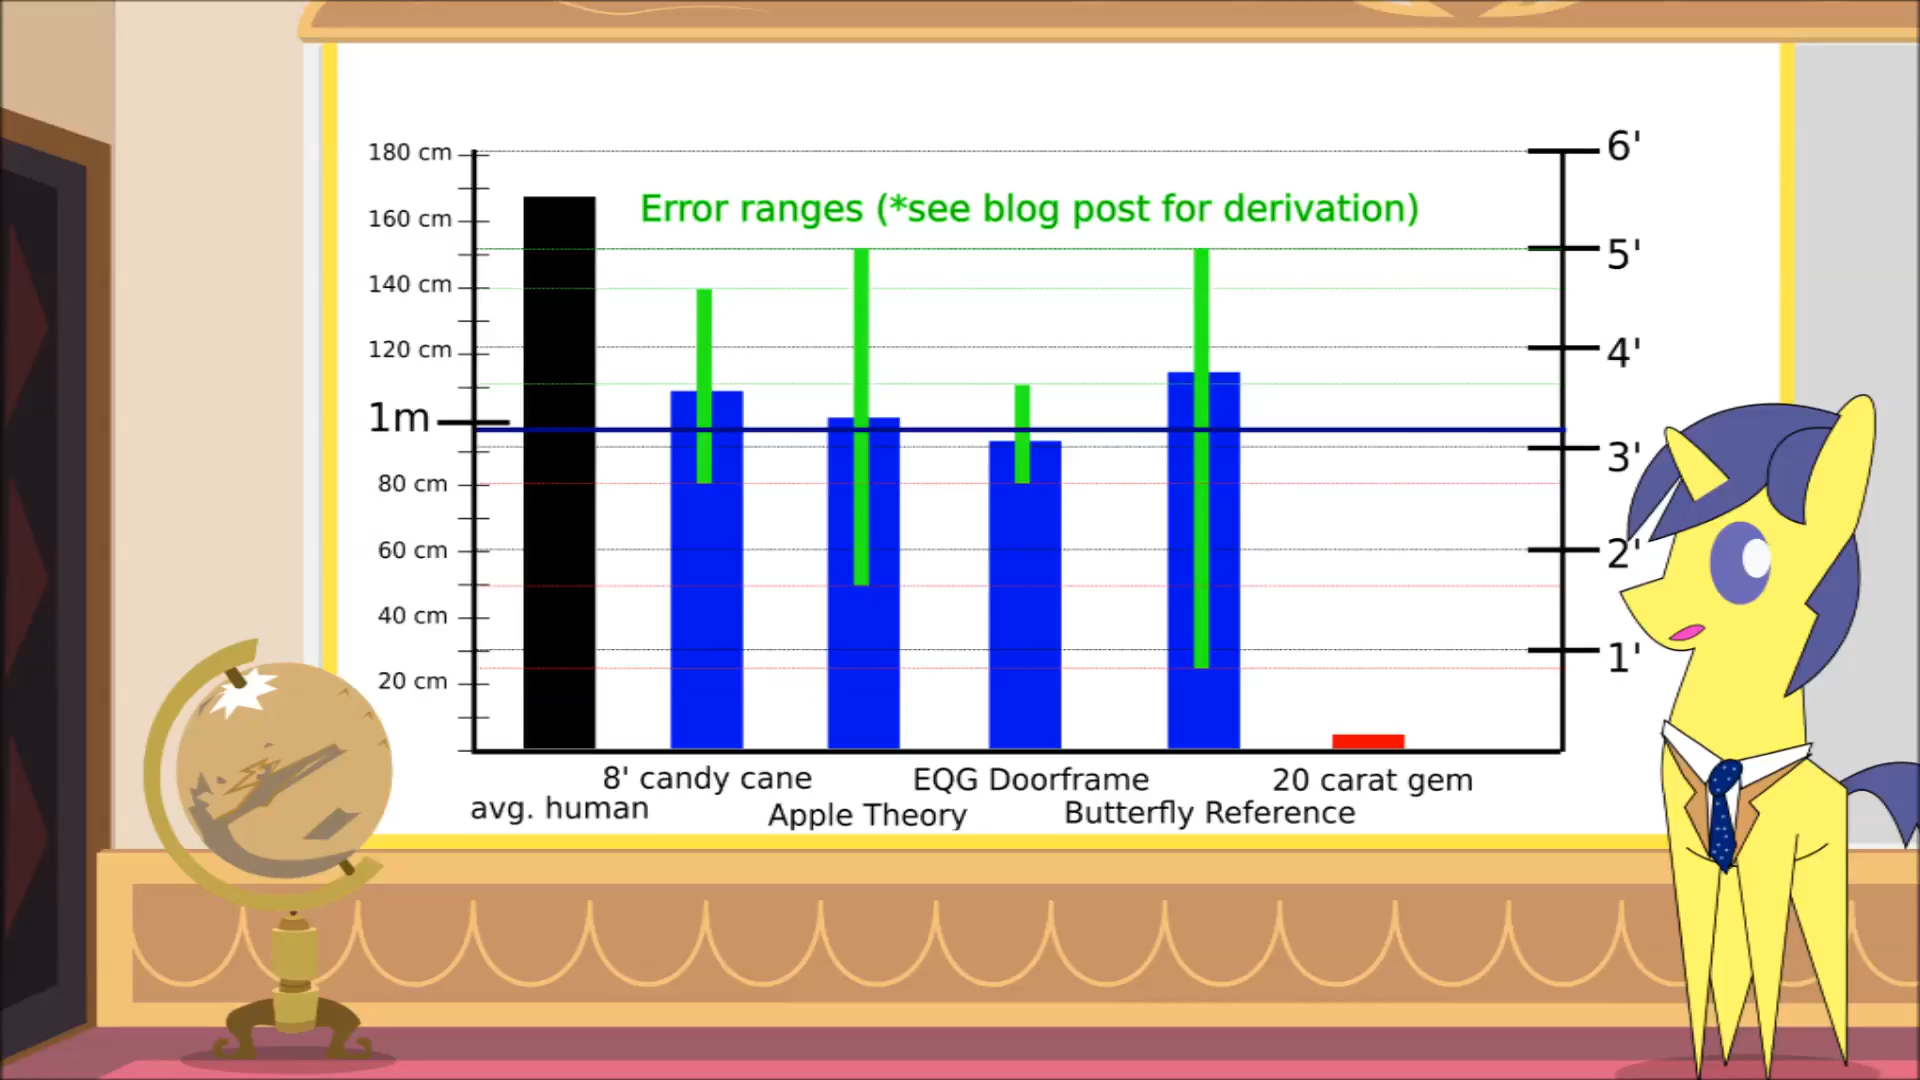 180 cm
6'
Error ranges (*see blog post for derivation)
160 cm
5'
140 cm
120 cm
4'
1m
3'
80 cm
60 cm
2'
40 cm
1'
20 cm
8' candy cane
EQG Doorframe
20 carat gem
avg. human
Apple Theory
Butterfly Reference